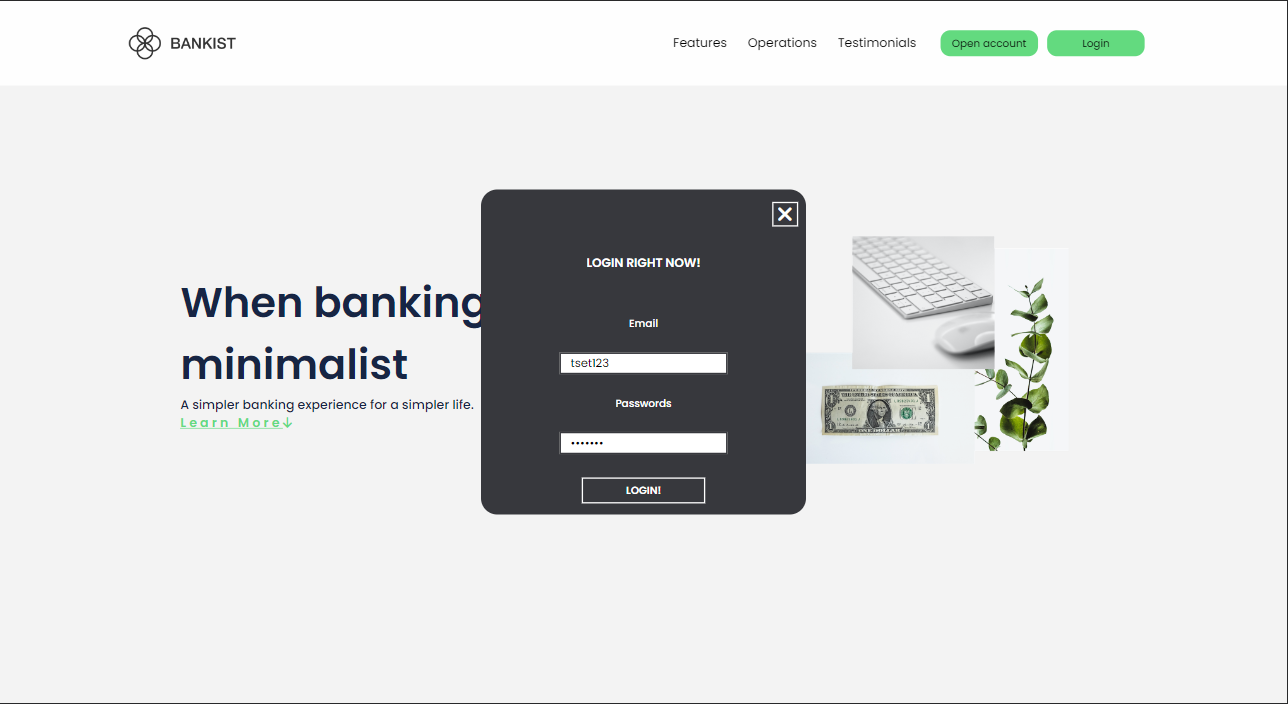 BANKIST
Features
Operations
Testimonials
Open account
Login
LOGIN RIGHT NOW!
Email
tset123
Passwords
•••••••
LOGIN!
When banking
minimalist
A simpler banking experience for a simpler life.
Learn More↓